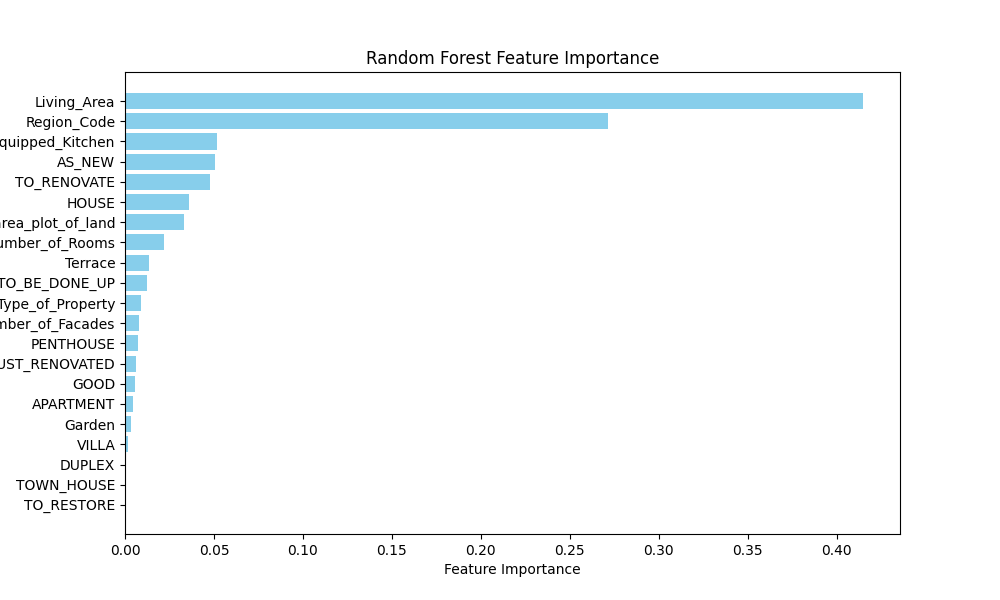 Random Forest Feature Importance
Living_Area
Region_Code
quipped_Kitchen
AS_NEW
TO_RENOVATE
HOUSE
area_plot_of_land
umber_of_Rooms
Terrace
TO_BE_DONE_UP
Type_of_Property
mber_of_Facades
PENTHOUSE
UST_RENOVATED
GOOD
APARTMENT
Garden
VILLA
DUPLEX
TOWN_HOUSE
TO_RESTORE
0.00 0.05 0.10 0.15 0.20 0.25 0.30 0.35 0.40
Feature Importance